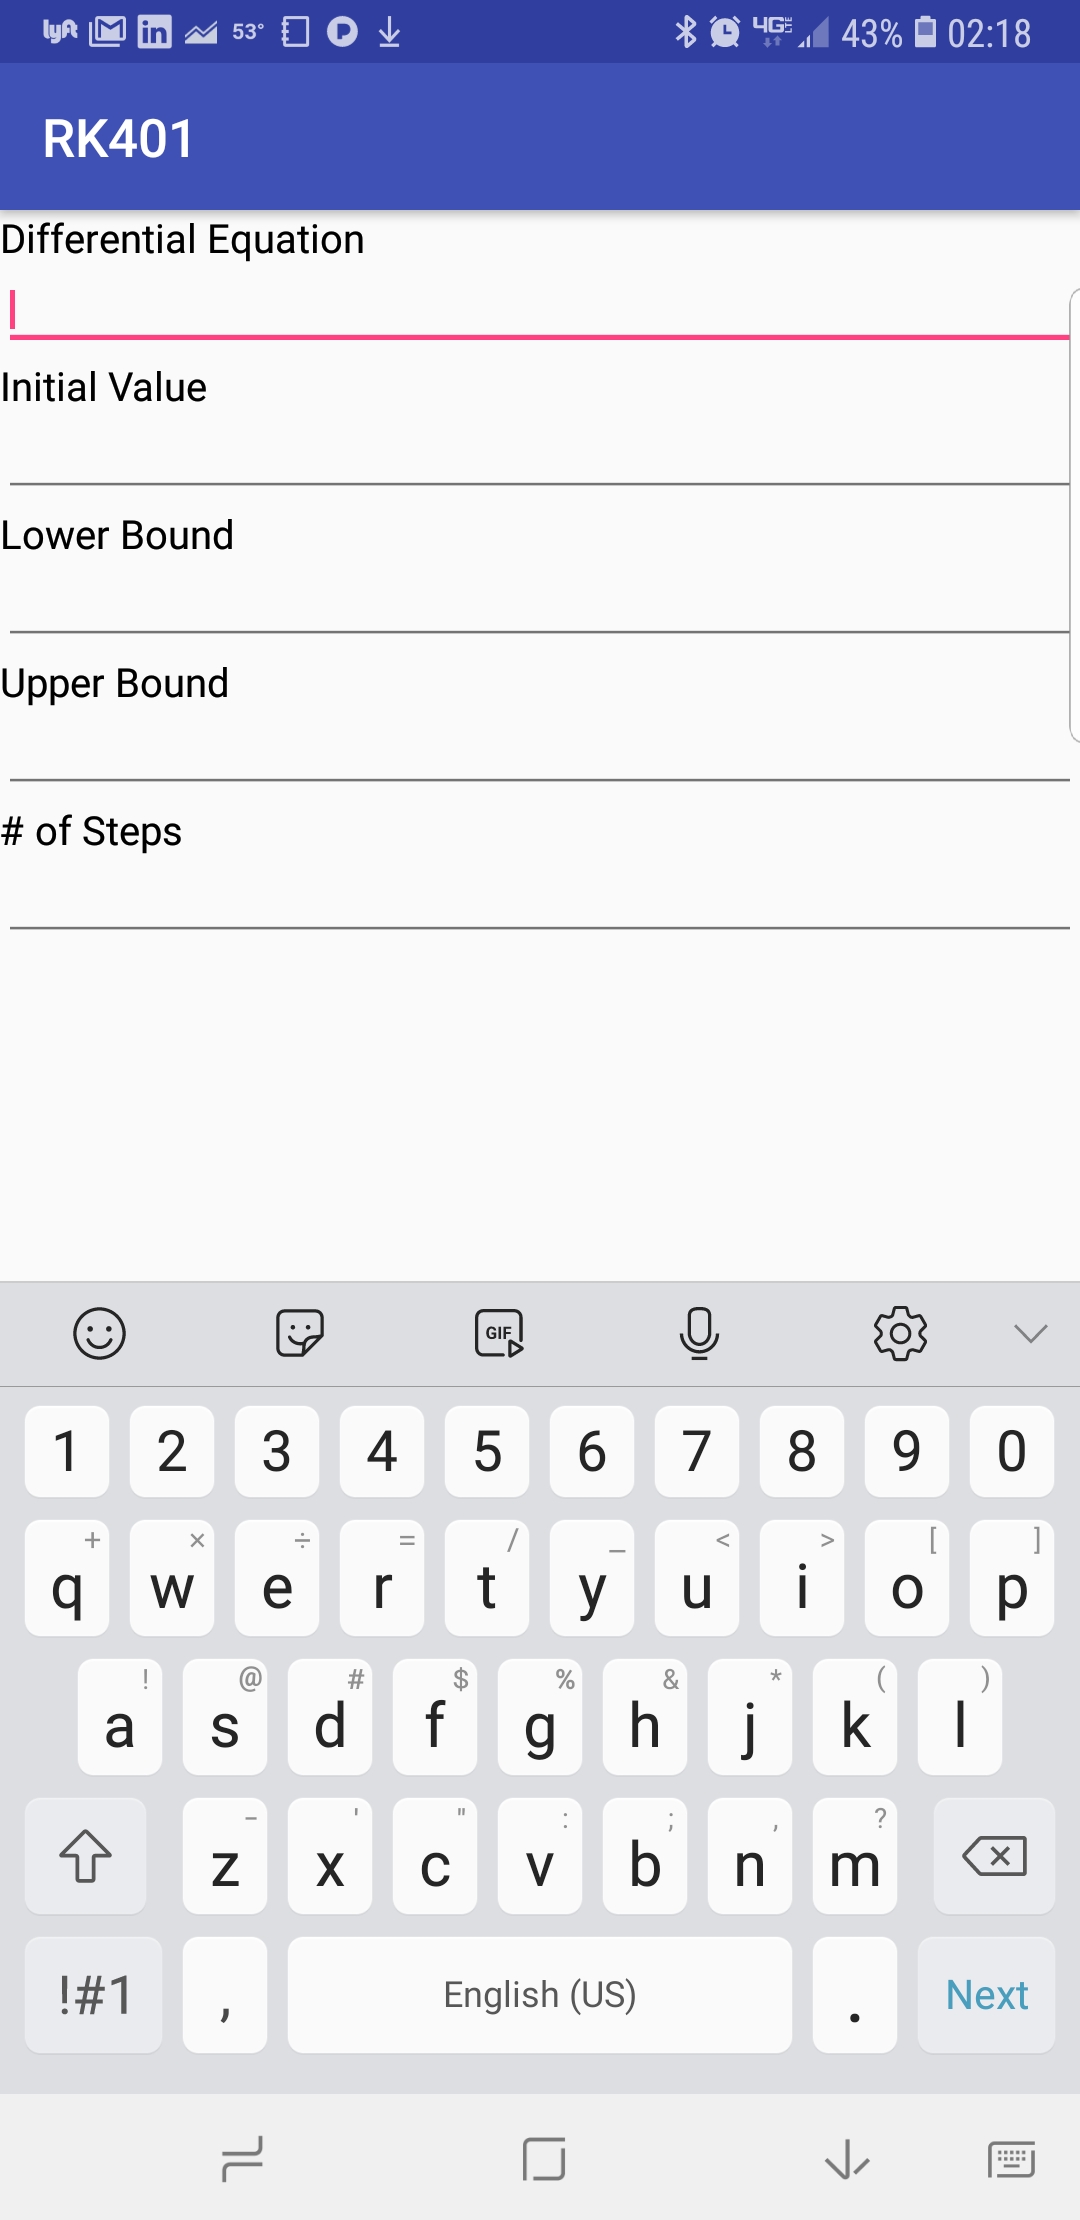 lyft in 53° P 4G LTE 43% 02:18
RK401
Differential Equation
Initial Value
Lower Bound
Upper Bound
# of Steps
GIF
1 2 3 4 5 6 7 8 9 0
+ × ÷ = / _ < > [ ]
q w e r t y u i o p
! @ # $ % & * ( )
a s d f g h j k l
- ' " : ; , ?
z x c v b n m
!#1 , English (US) . Next